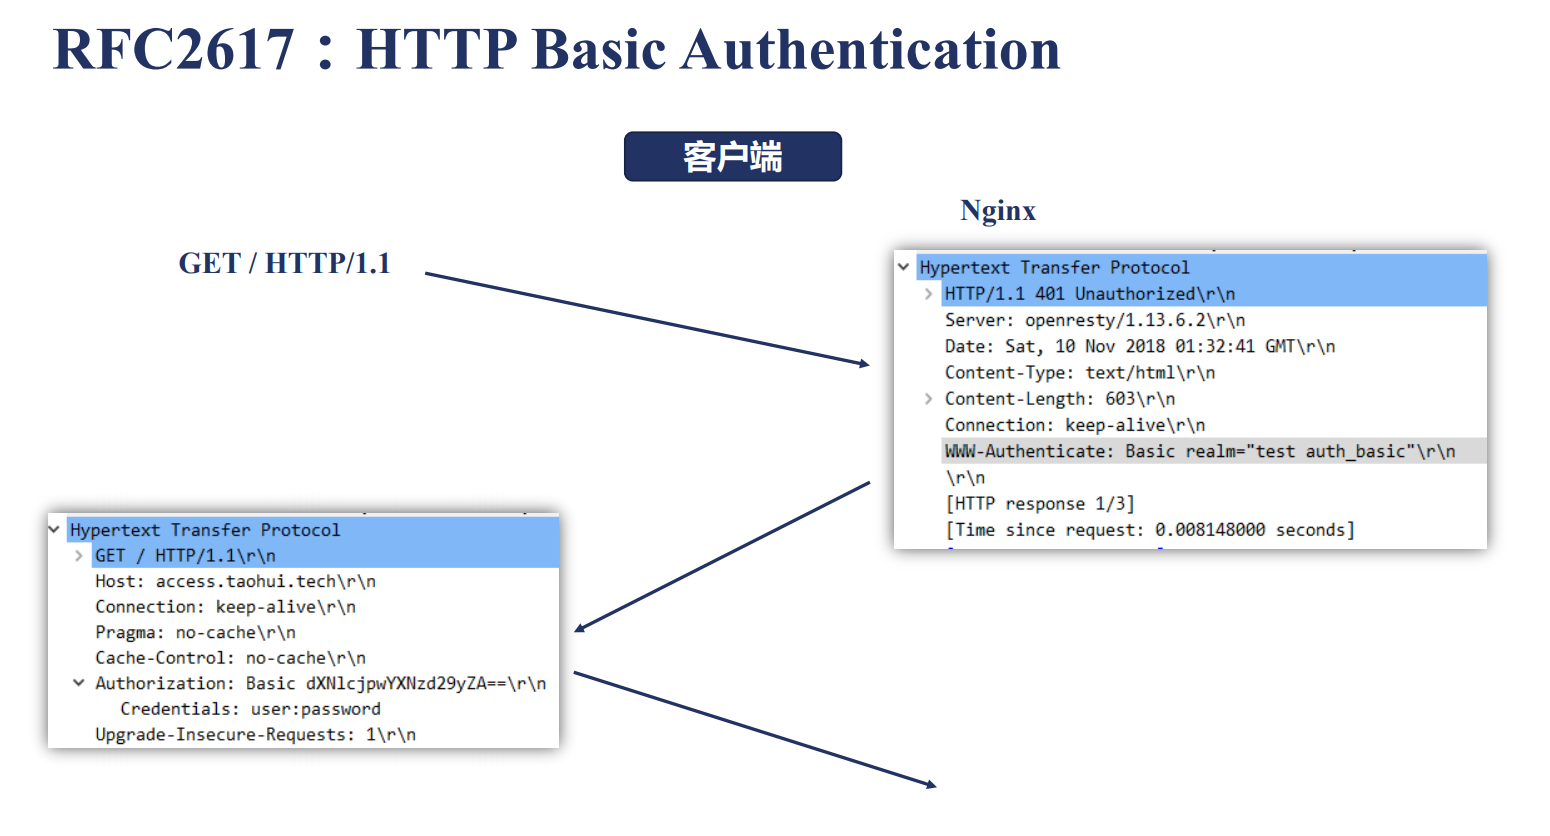 RFC2617：HTTP Basic Authentication
客户端
Nginx
GET / HTTP/1.1
Hypertext Transfer Protocol
HTTP/1.1 401 Unauthorized\r\n
Server: openresty/1.13.6.2\r\n
Date: Sat, 10 Nov 2018 01:32:41 GMT\r\n
Content-Type: text/html\r\n
Content-Length: 603\r\n
Connection: keep-alive\r\n
WWW-Authenticate: Basic realm="test auth_basic"\r\n
\r\n
[HTTP response 1/3]
[Time since request: 0.008148000 seconds]
Hypertext Transfer Protocol
GET / HTTP/1.1\r\n
Host: access.taohui.tech\r\n
Connection: keep-alive\r\n
Pragma: no-cache\r\n
Cache-Control: no-cache\r\n
Authorization: Basic dXNlcjpwYXNzd29yZA==\r\n
Credentials: user:password
Upgrade-Insecure-Requests: 1\r\n